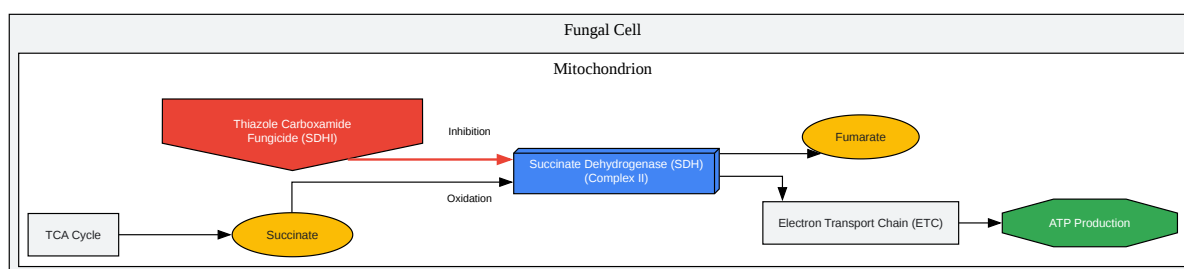 Fungal Cell
Mitochondrion
Thiazole Carboxamide
Fungicide (SDHI)
Inhibition
Fumarate
Succinate Dehydrogenase (SDH)
(Complex II)
Oxidation
TCA Cycle
Succinate
Electron Transport Chain (ETC)
ATP Production